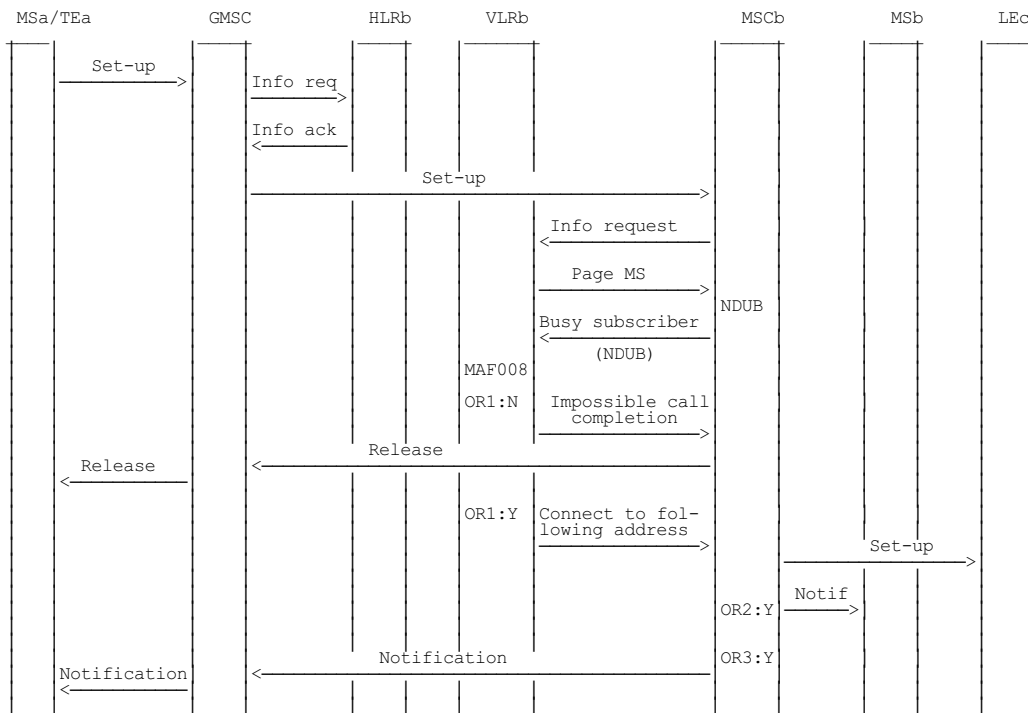 MSa/TEa GMSC HLRb VLRb MSCb MSb LEc
Set-up
Info req
Info ack
Set-up
Info request
Page MS
NDUB
Busy subscriber
(NDUB)
MAF008
OR1:N Impossible call
completion
Release
Release
OR1:Y Connect to fol-
lowing address
Set-up
Notif
OR2:Y
Notification OR3:Y
Notification